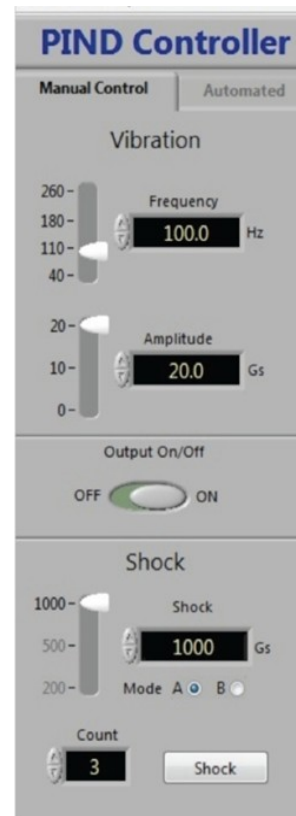 PIND Controller
Manual Control Automated
Vibration
260
180
110
40
Frequency
100.0 Hz
20
10
0
Amplitude
20.0 Gs
Output On/Off
OFF ON
Shock
1000
500
200
Shock
1000 Gs
Mode A B
Count
3 Shock